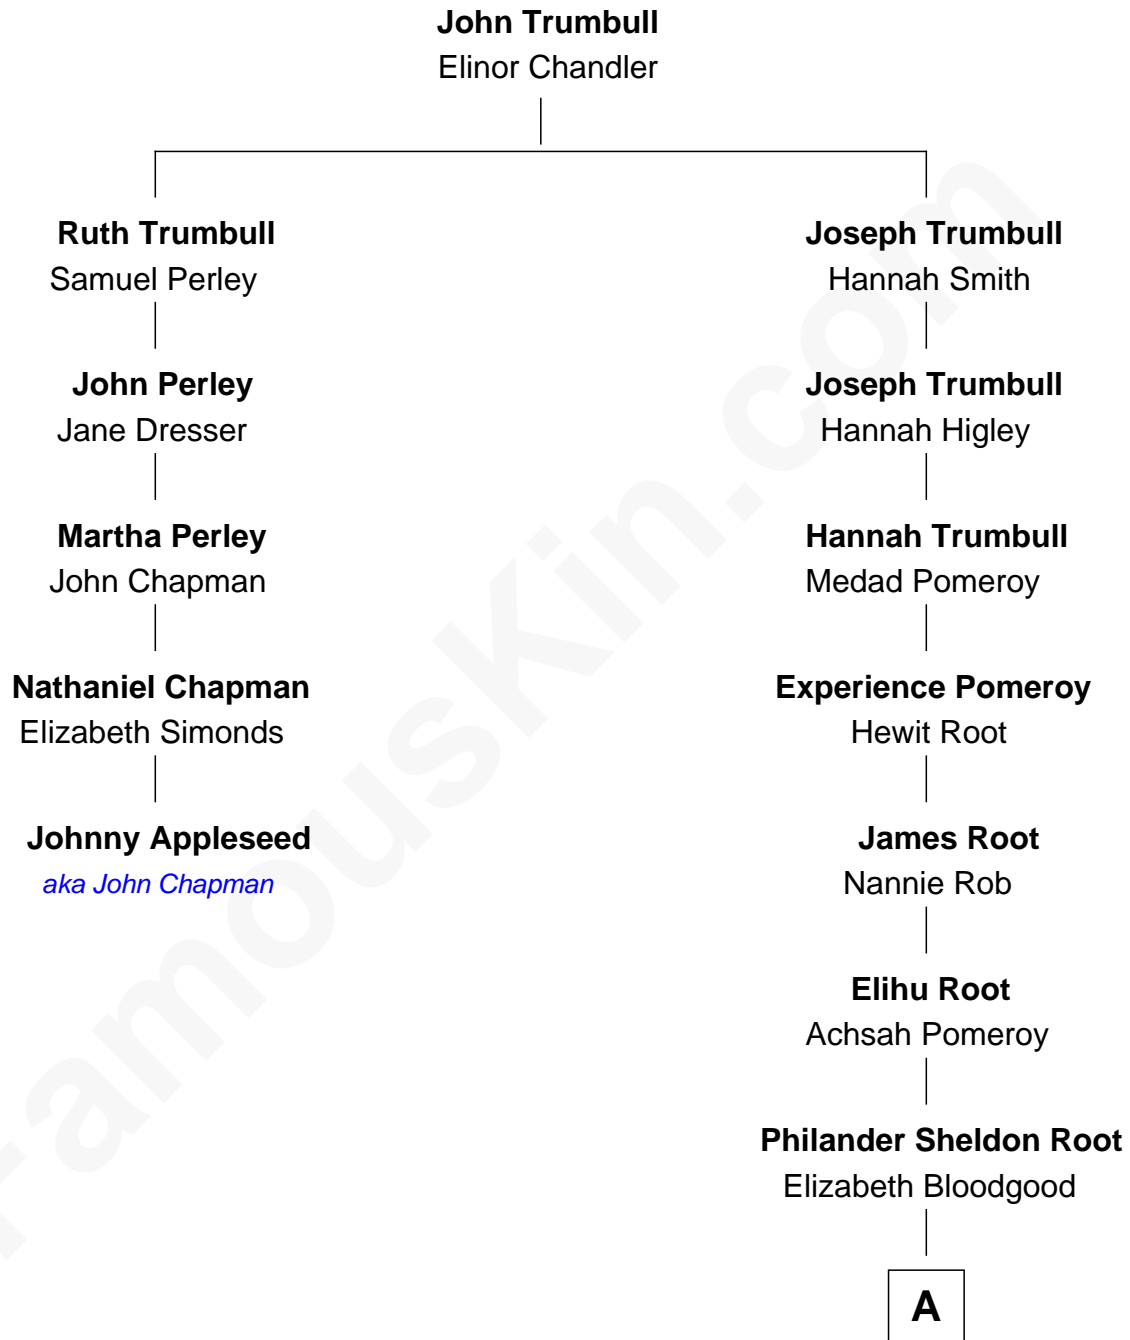 John Trumbull
Elinor Chandler
Ruth Trumbull
Samuel Perley
John Perley
Jane Dresser
Martha Perley
John Chapman
Nathaniel Chapman
Elizabeth Simonds
Johnny Appleseed
aka John Chapman
Joseph Trumbull
Hannah Smith
Joseph Trumbull
Hannah Higley
Hannah Trumbull
Medad Pomeroy
Experience Pomeroy
Hewit Root
James Root
Nannie Rob
Elihu Root
Achsah Pomeroy
Philander Sheldon Root
Elizabeth Bloodgood
A
FamousKin.com